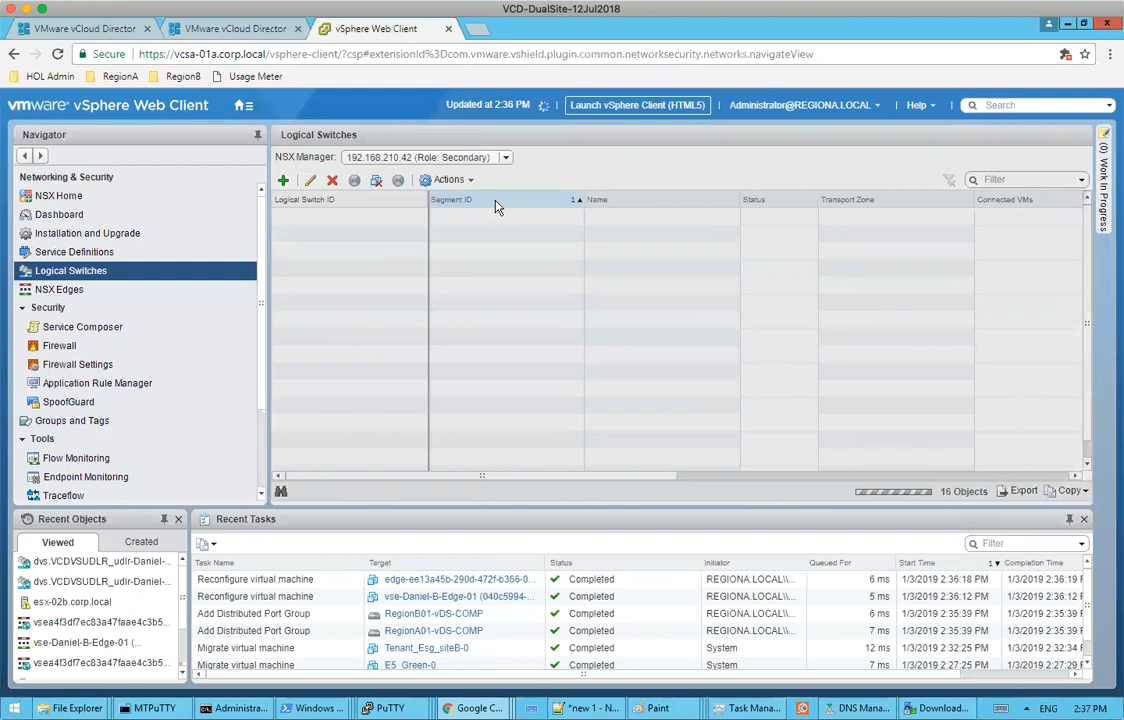 VCD-DualSite-12Jul2018
VMware vCloud Director
VMware vCloud Director
vSphere Web Client
Secure
https://vcsa-01a.corp.local/vsphere-client/?csp#extensionId%3Dcom.vmware.vshield.plugin.common.networksecurity.networks.navigateView
HOL Admin
RegionA
RegionB
Usage Meter
vmware® vSphere Web Client
Updated at 2:36 PM
Launch vSphere Client (HTML5)
Administrator@REGIONA.LOCAL
Help
Search
Navigator
Networking & Security
NSX Home
Dashboard
Installation and Upgrade
Service Definitions
Logical Switches
NSX Edges
Security
Service Composer
Firewall
Firewall Settings
Application Rule Manager
SpoofGuard
Groups and Tags
Tools
Flow Monitoring
Endpoint Monitoring
Traceflow
Logical Switches
NSX Manager: 192.168.210.42 (Role: Secondary)
Actions
Filter
Logical Switch ID
Segment ID 1
Name
Status
Transport Zone
Connected VMs
16 Objects
Export
Copy
(0) Work In Progress
Recent Objects
Viewed
Created
dvs.VCDVSUDLR_udlr-Daniel-...
dvs.VCDVSUDLR_udlr-Daniel-...
esx-02b.corp.local
vsea4f3df7ec83a47faae4c3b5...
vse-Daniel-B-Edge-01 (...
vsea4f3df7ec83a47faae4c3b5...
Recent Tasks
Filter
Task Name Target Status Initiator Queued For Start Time 1 Completion Time
Reconfigure virtual machine edge-ee13a45b-290d-472f-b366-0... Completed REGIONA.LOCAL\\... 6 ms 1/3/2019 2:36:18 PM 1/3/2019 2:36:19 P
Reconfigure virtual machine vse-Daniel-B-Edge-01 (040c5994-... Completed REGIONA.LOCAL\\... 5 ms 1/3/2019 2:36:12 PM 1/3/2019 2:36:12 P
Add Distributed Port Group RegionB01-vDS-COMP Completed REGIONA.LOCAL\\... 6 ms 1/3/2019 2:35:39 PM 1/3/2019 2:35:39 P
Add Distributed Port Group RegionA01-vDS-COMP Completed REGIONA.LOCAL\\... 7 ms 1/3/2019 2:35:39 PM 1/3/2019 2:35:39 P
Migrate virtual machine Tenant_Esg_siteB-0 Completed System 12 ms 1/3/2019 2:32:32 PM 1/3/2019 2:32:34 P
Migrate virtual machine E5_Green-0 Completed System 7 ms 1/3/2019 2:27:25 PM 1/3/2019 2:27:29 P
File Explorer
MTPuTTY
Administra...
Windows ...
Google C...
*new 1 - N...
PuTTY
Paint
Task Mana...
DNS Mana...
Download...
ENG
2:37 PM